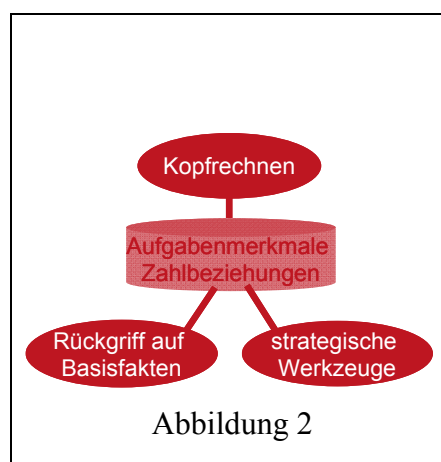 Kopfrechnen
Aufgabenmerkmale
Zahlbeziehungen
Rückgriff auf
Basisfakten
strategische
Werkzeuge
Abbildung 2